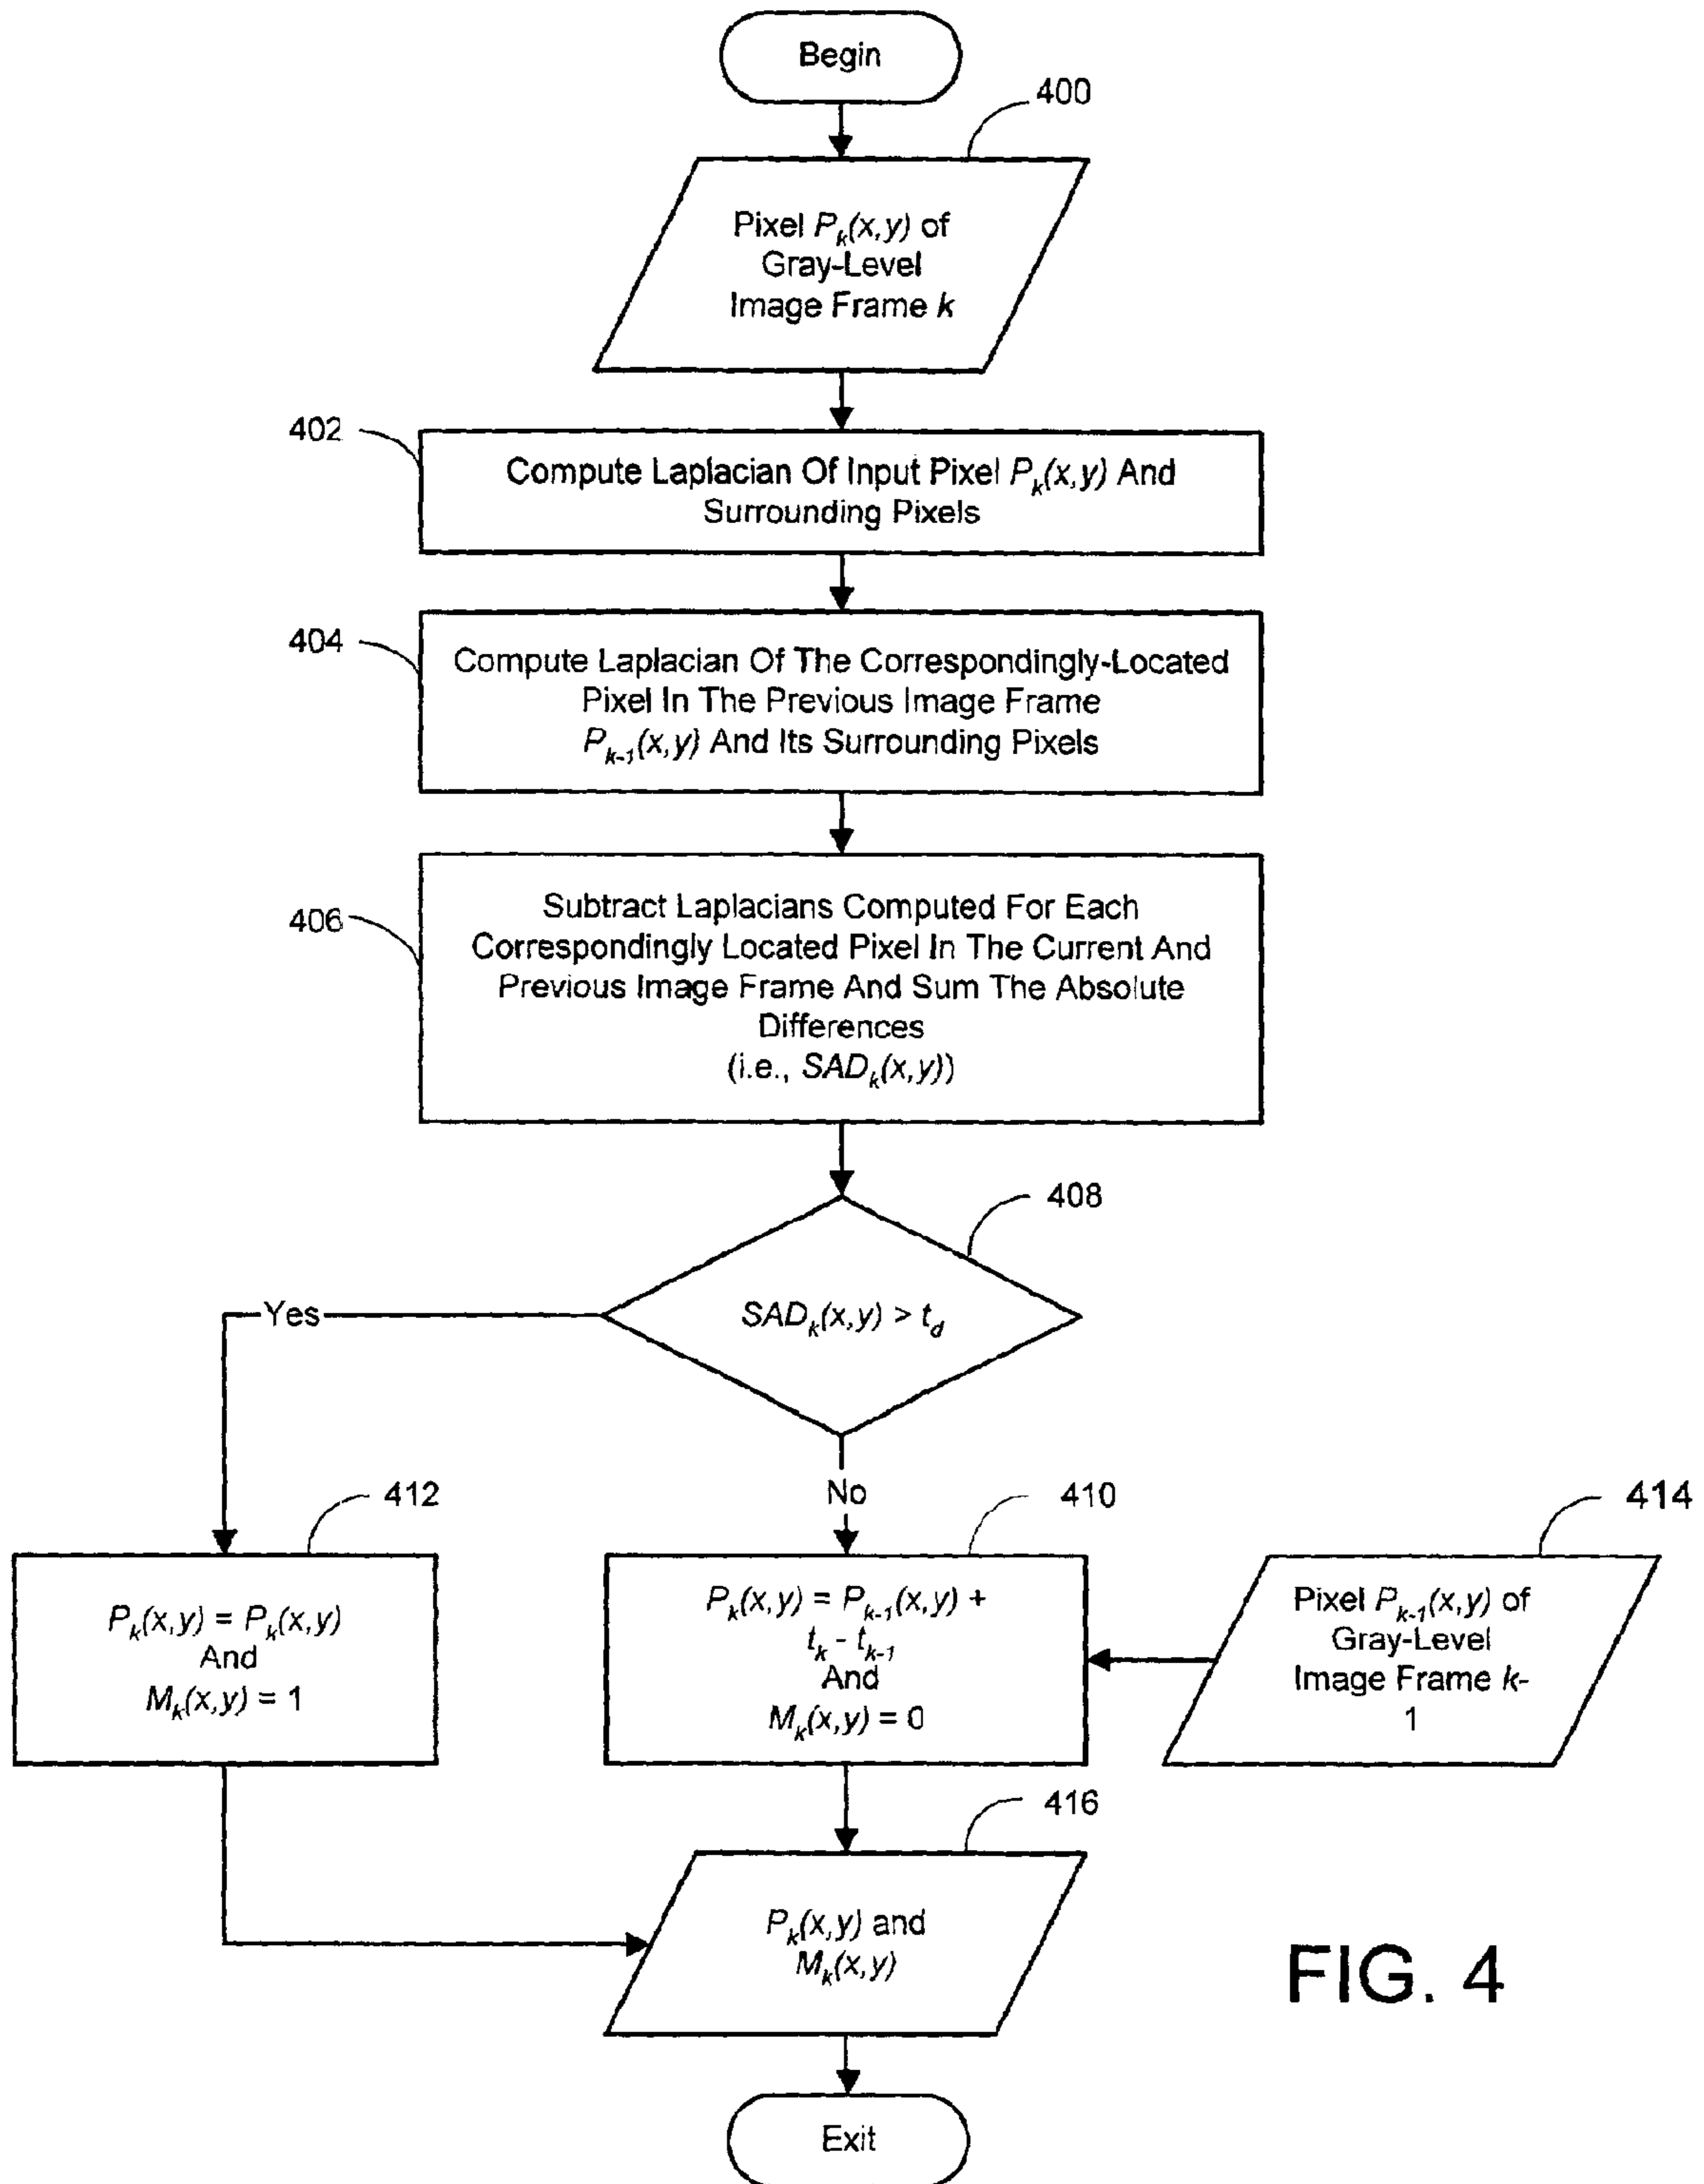 Begin
400
Pixel Pk(x,y) of
Gray-Level
Image Frame k
402
Compute Laplacian Of Input Pixel Pk(x,y) And
Surrounding Pixels
404
Compute Laplacian Of The Correspondingly-Located
Pixel In The Previous Image Frame
Pk-1(x,y) And Its Surrounding Pixels
406
Subtract Laplacians Computed For Each
Correspondingly Located Pixel In The Current And
Previous Image Frame And Sum The Absolute
Differences
(i.e., SADk(x,y))
408
SADk(x,y) > td
Yes
No
412
Pk(x,y) = Pk(x,y)
And
Mk(x,y) = 1
410
Pk(x,y) = Pk-1(x,y) +
tk - tk-1
And
Mk(x,y) = 0
414
Pixel Pk-1(x,y) of
Gray-Level
Image Frame k-
1
416
Pk(x,y) and
Mk(x,y)
FIG. 4
Exit